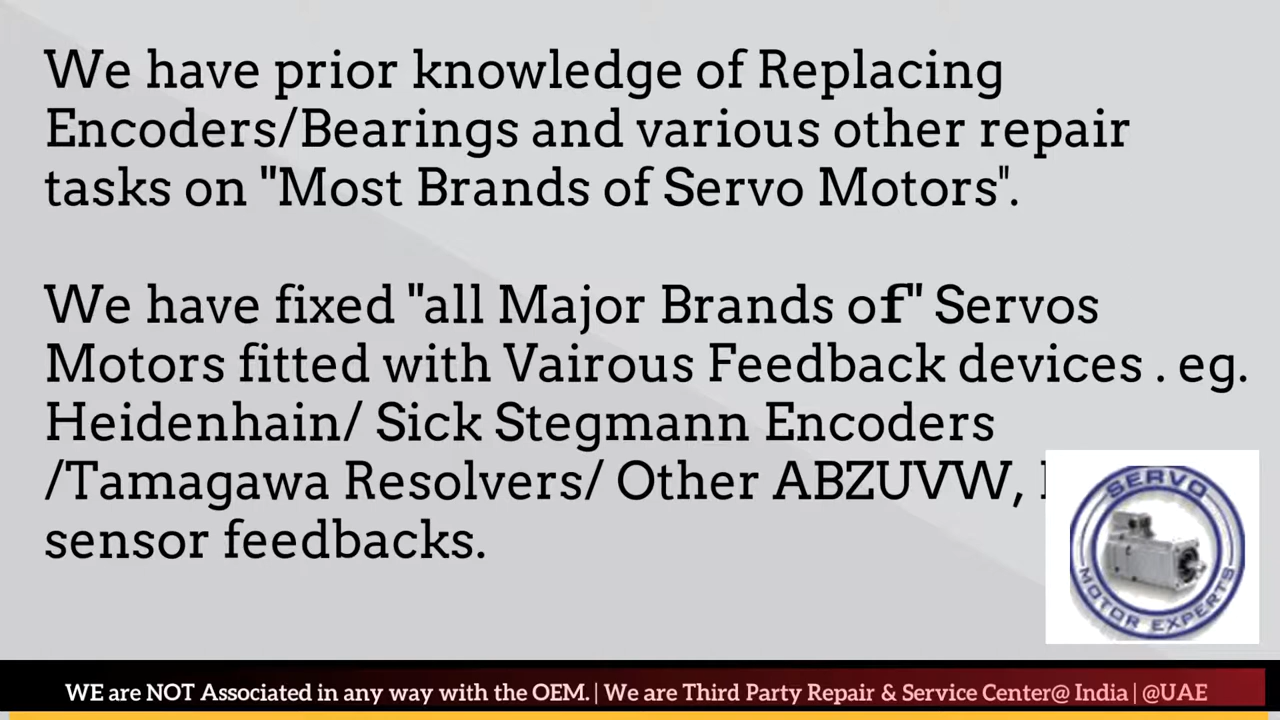 We have prior knowledge of Replacing
Encoders/Bearings and various other repair
tasks on "Most Brands of Servo Motors".
We have fixed "all Major Brands of" Servos
Motors fitted with Vairous Feedback devices . eg.
Heidenhain/ Sick Stegmann Encoders
/Tamagawa Resolvers/ Other ABZUVW,
sensor feedbacks.
SERVO
MOTOR EXPERTS
WE are NOT Associated in any way with the OEM. | We are Third Party Repair & Service Center@ India | @UAE